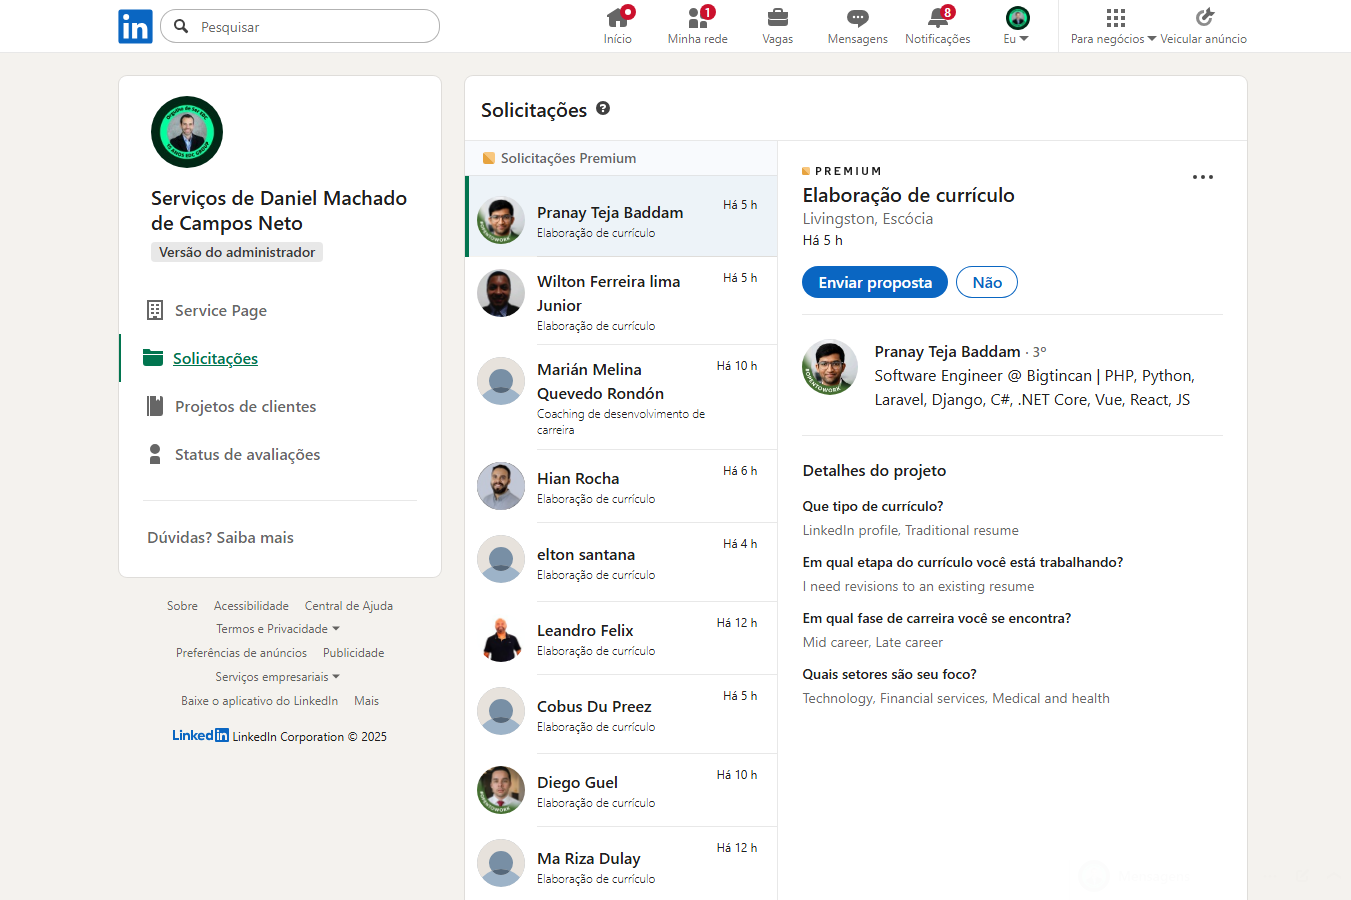 Pesquisar
Início
1
Minha rede
Vagas
Mensagens
8
Notificações
Eu
Para negócios
Veicular anúncio
Serviços de Daniel Machado
de Campos Neto
Versão do administrador
Service Page
Solicitações
Projetos de clientes
Status de avaliações
Dúvidas? Saiba mais
Sobre Acessibilidade Central de Ajuda
Termos e Privacidade
Preferências de anúncios Publicidade
Serviços empresariais
Baixe o aplicativo do LinkedIn Mais
LinkedIn LinkedIn Corporation © 2025
Solicitações
Solicitações Premium
Pranay Teja Baddam
Há 5 h
Elaboração de currículo
Wilton Ferreira lima
Junior
Há 5 h
Elaboração de currículo
Marián Melina
Quevedo Rondón
Há 10 h
Coaching de desenvolvimento de
carreira
Hian Rocha
Há 6 h
Elaboração de currículo
elton santana
Há 4 h
Elaboração de currículo
Leandro Felix
Há 12 h
Elaboração de currículo
Cobus Du Preez
Há 5 h
Elaboração de currículo
Diego Guel
Há 10 h
Elaboração de currículo
Ma Riza Dulay
Há 12 h
Elaboração de currículo
PREMIUM
Elaboração de currículo
Livingston, Escócia
Há 5 h
Enviar proposta
Não
Pranay Teja Baddam · 3º
Software Engineer @ Bigtincan | PHP, Python,
Laravel, Django, C#, .NET Core, Vue, React, JS
Detalhes do projeto
Que tipo de currículo?
LinkedIn profile, Traditional resume
Em qual etapa do currículo você está trabalhando?
I need revisions to an existing resume
Em qual fase de carreira você se encontra?
Mid career, Late career
Quais setores são seu foco?
Technology, Financial services, Medical and health